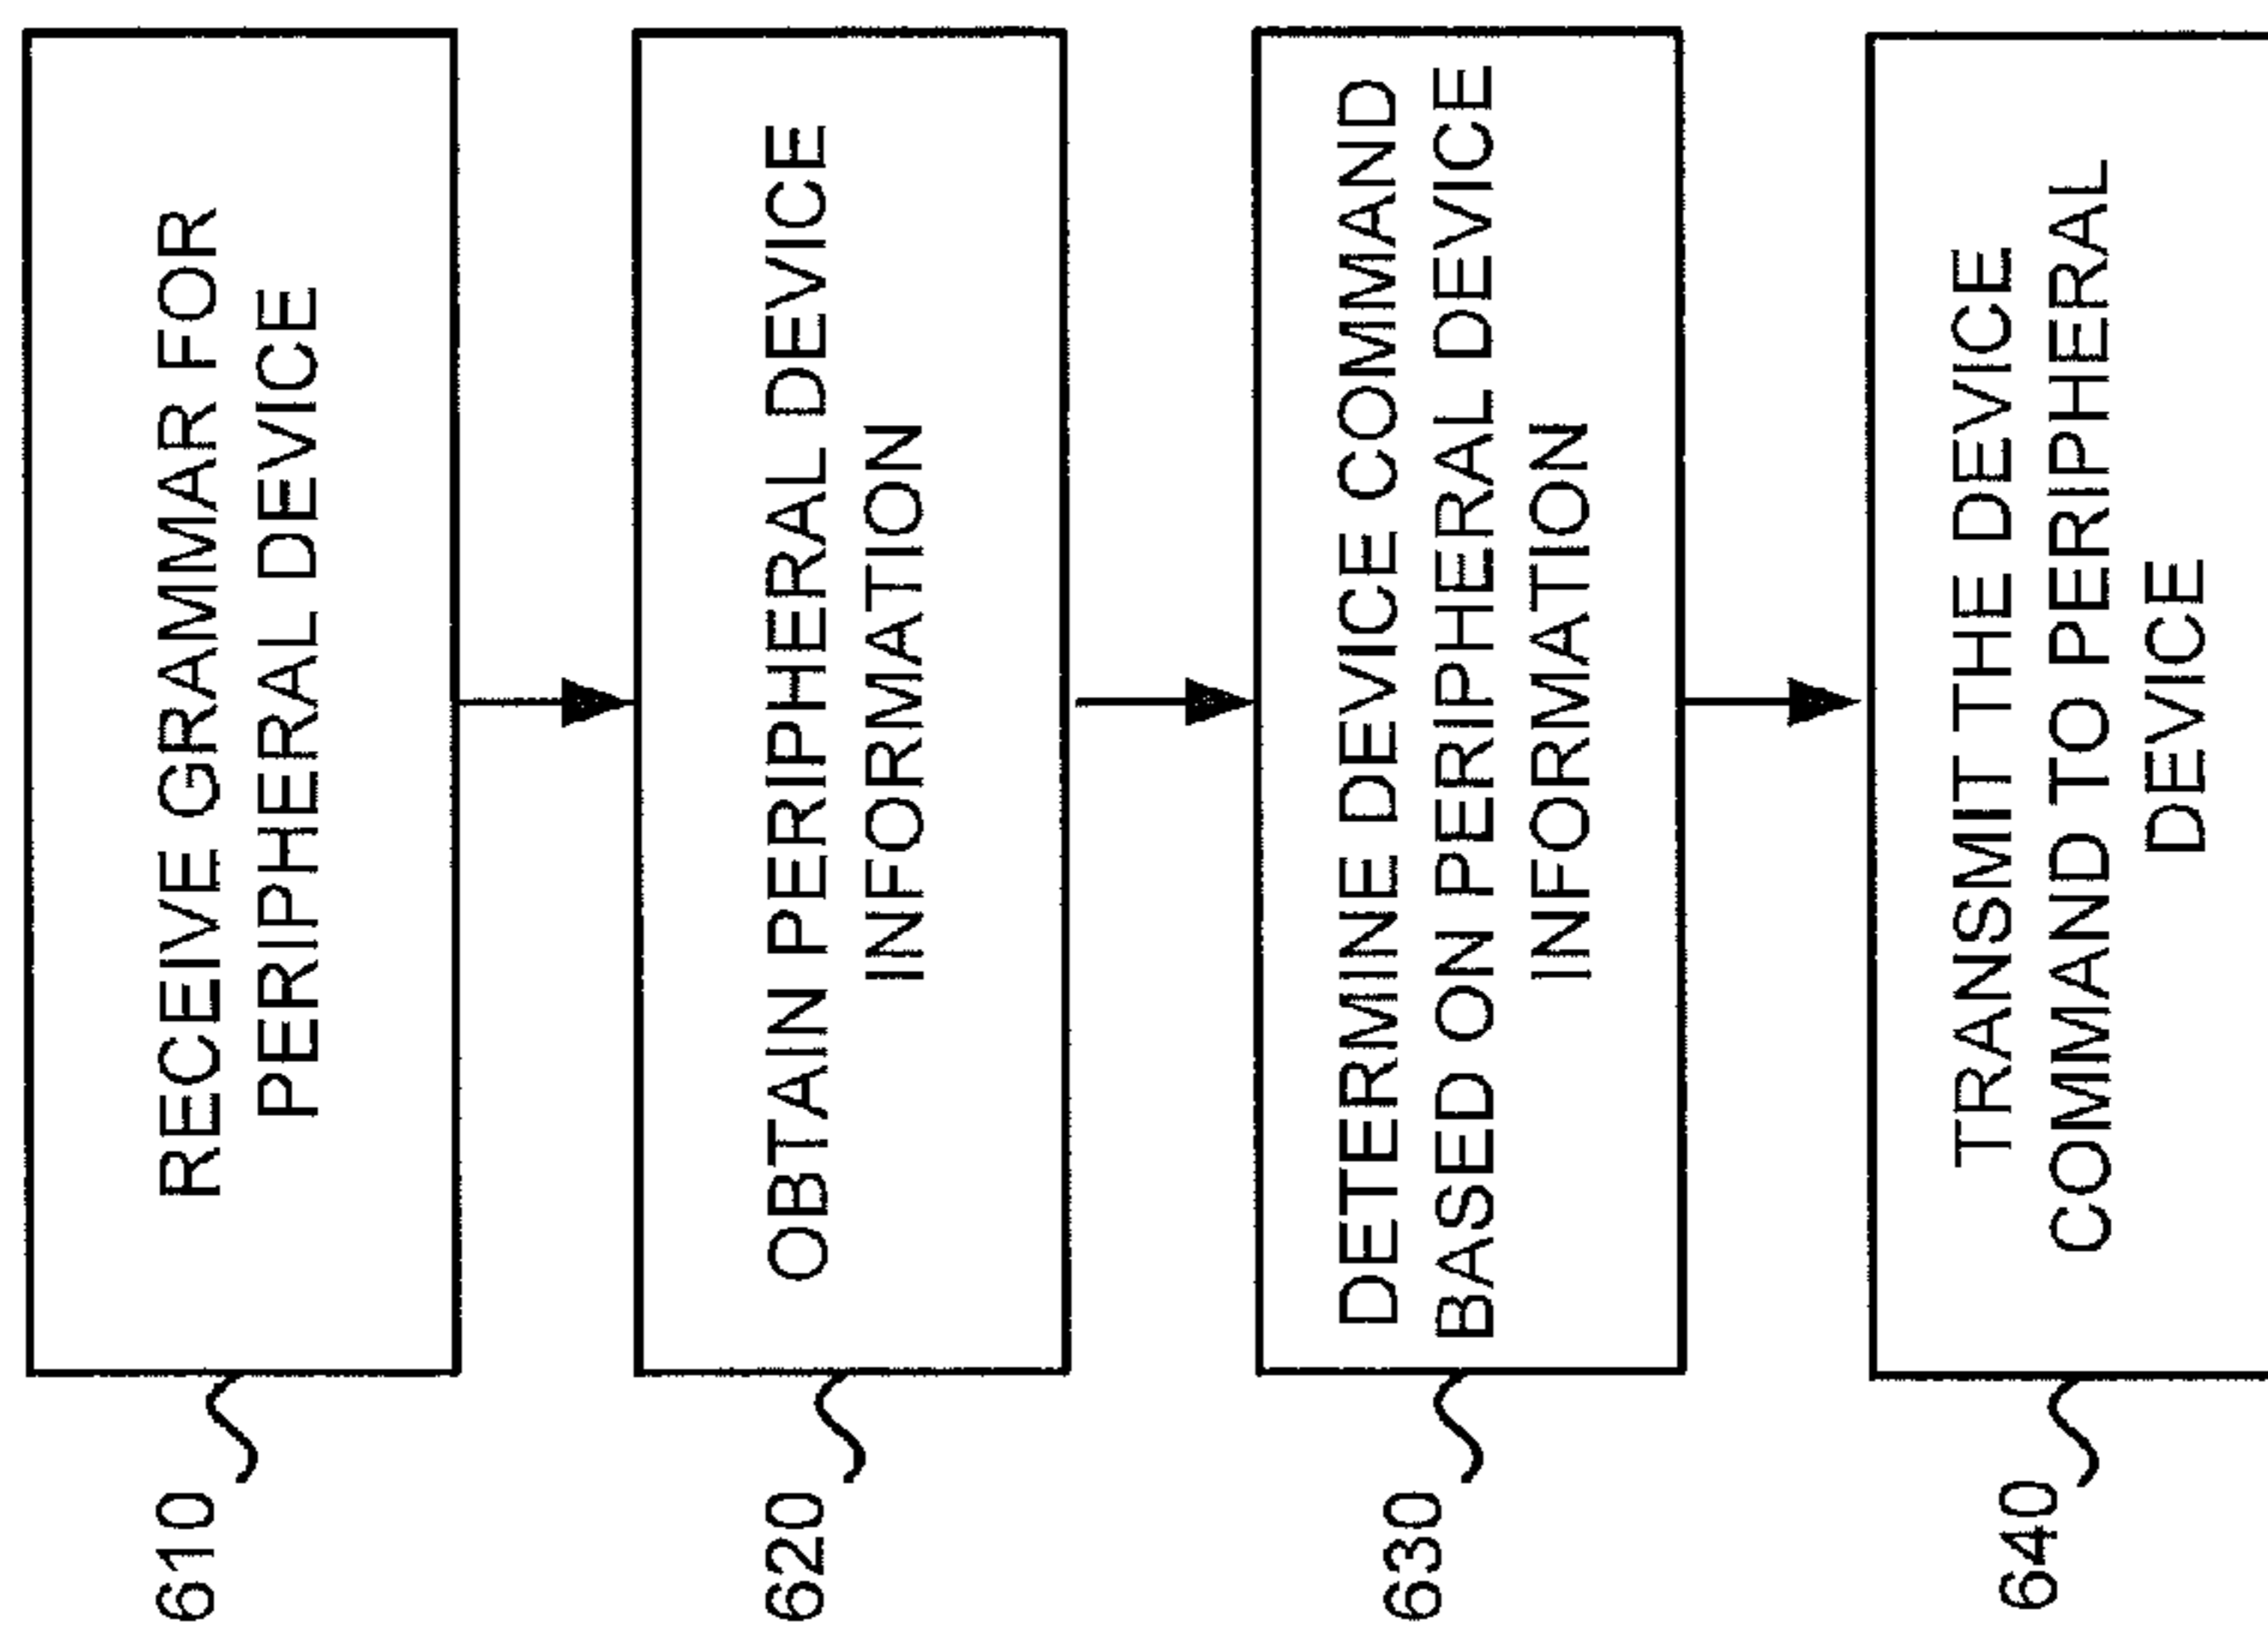 610
RECEIVE GRAMMAR FOR
PERIPHERAL DEVICE
620
OBTAIN PERIPHERAL DEVICE
INFORMATION
630
DETERMINE DEVICE COMMAND
BASED ON PERIPHERAL DEVICE
INFORMATION
640
TRANSMIT THE DEVICE
COMMAND TO PERIPHERAL
DEVICE